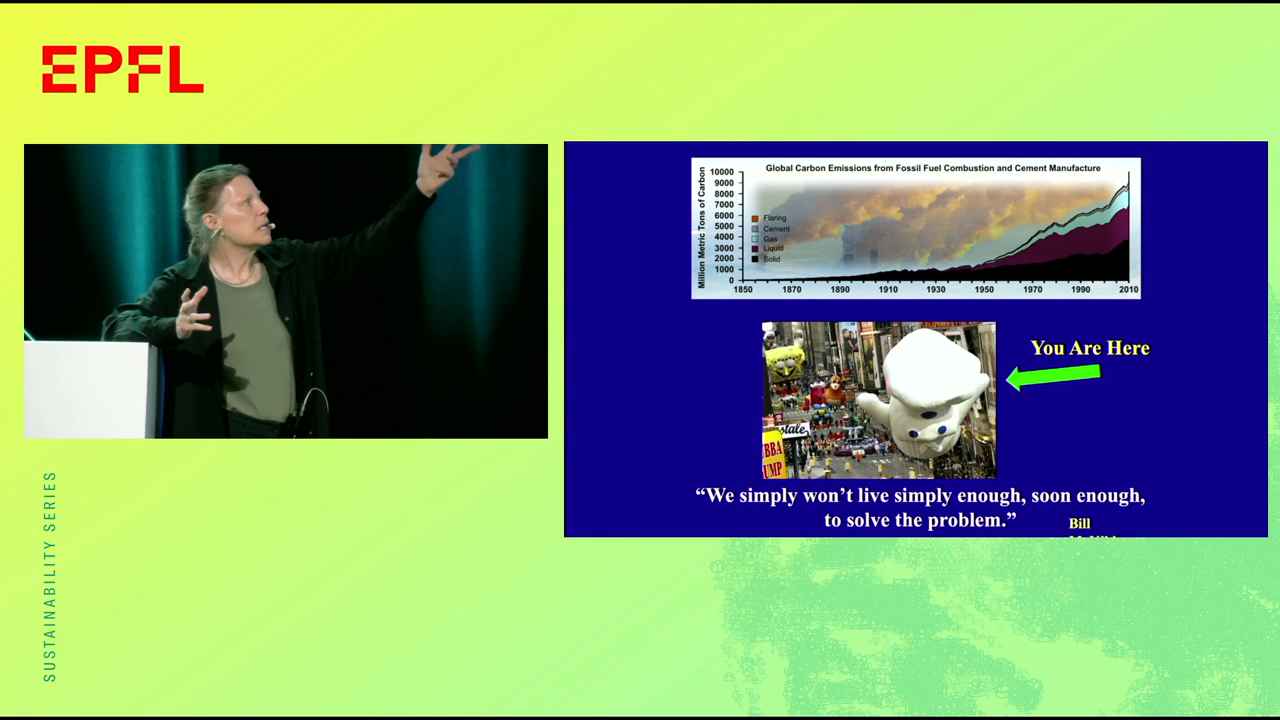 EPFL
SUSTAINABILITY SERIES
Global Carbon Emissions from Fossil Fuel Combustion and Cement Manufacture
Million Metric Tons of Carbon
10000
9000
8000
7000
6000
5000
4000
3000
2000
1000
0
Flaring
Cement
Gas
Liquid
Solid
1850 1870 1890 1910 1930 1950 1970 1990 2010
You Are Here
“We simply won’t live simply enough, soon enough,
to solve the problem.”
Bill